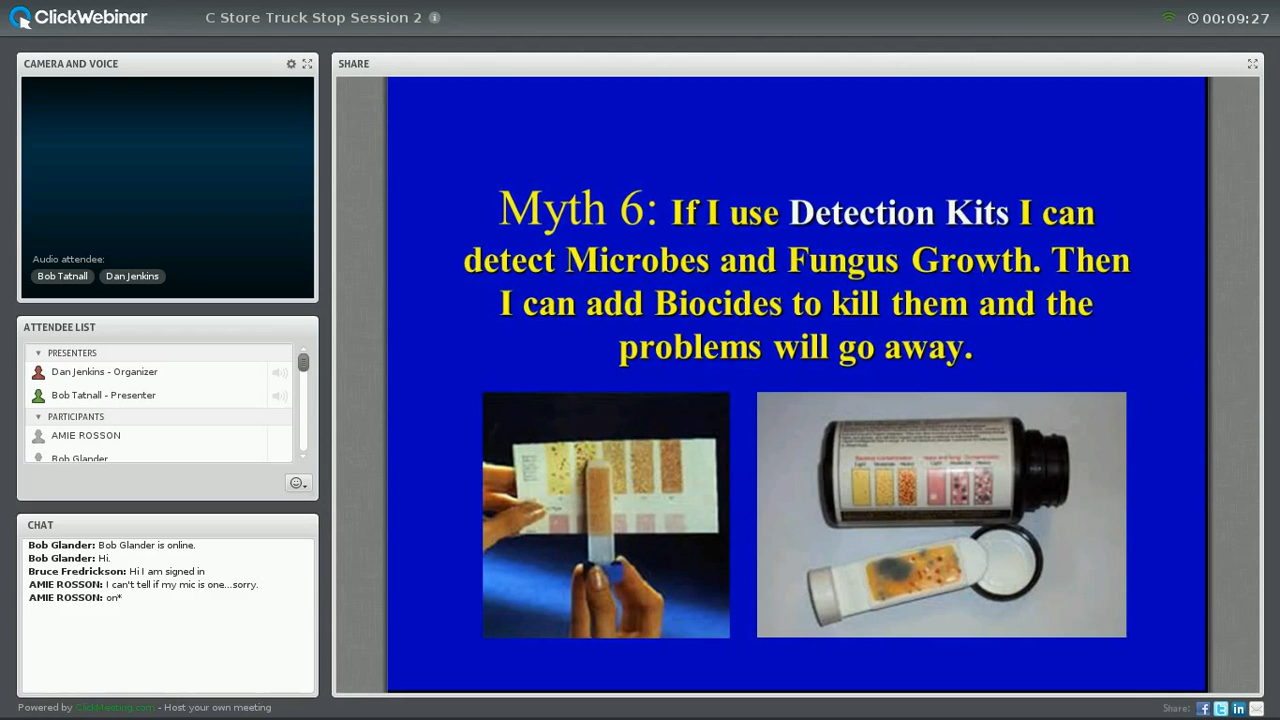 ClickWebinar
C Store Truck Stop Session 2
00:09:27
CAMERA AND VOICE
Audio attendee:
Bob Tatnall Dan Jenkins
ATTENDEE LIST
PRESENTERS
Dan Jenkins - Organizer
Bob Tatnall - Presenter
PARTICIPANTS
AMIE ROSSON
Bob Glander
CHAT
Bob Glander: Bob Glander is online.
Bob Glander: Hi.
Bruce Fredrickson: Hi I am signed in
AMIE ROSSON: I can't tell if my mic is one...sorry.
AMIE ROSSON: on*
SHARE
Myth 6: If I use Detection Kits I can
detect Microbes and Fungus Growth. Then
I can add Biocides to kill them and the
problems will go away.
Powered by ClickMeeting.com - Host your own meeting
Share: